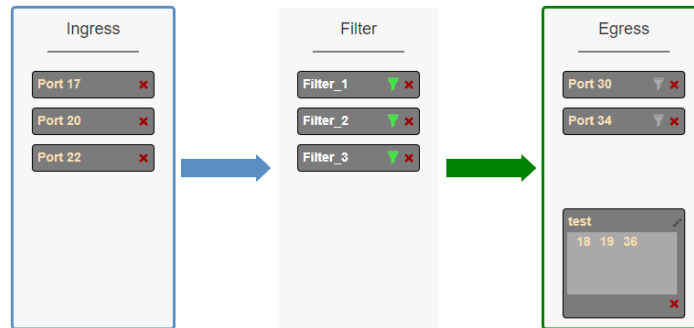 Ingress
Port 17
Port 20
Port 22
Filter
Filter_1
Filter_2
Filter_3
Egress
Port 30
Port 34
test
18 19 36